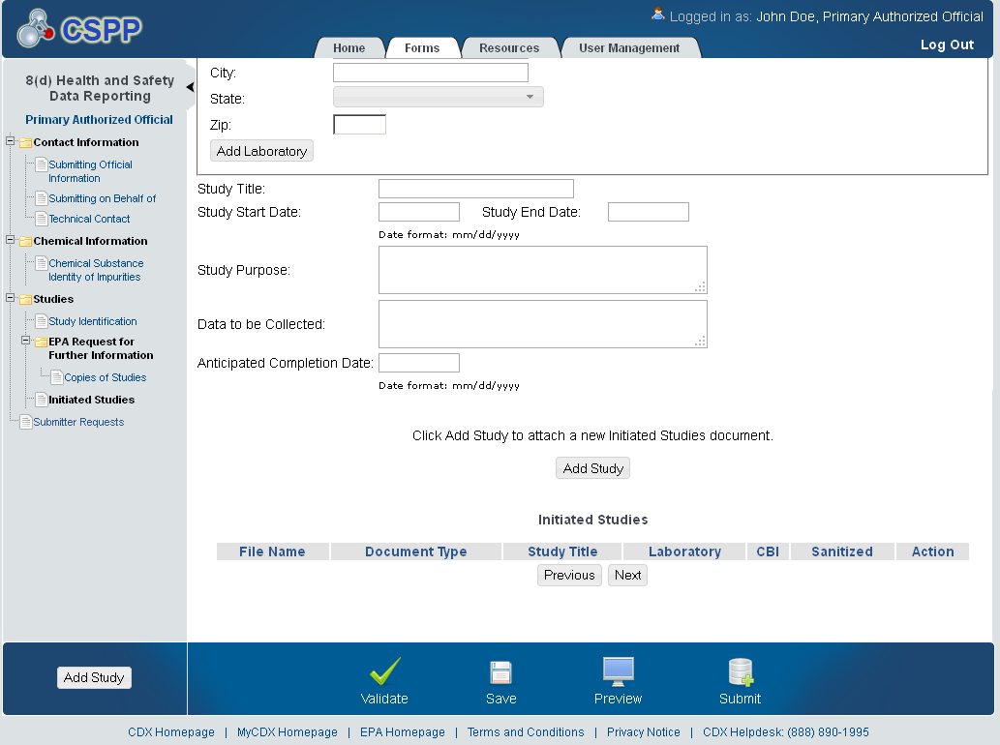 CSPP
Logged in as: John Doe, Primary Authorized Official
Home Forms Resources User Management
Log Out
8(d) Health and Safety
Data Reporting
Primary Authorized Official
Contact Information
Submitting Official
Information
Submitting on Behalf of
Technical Contact
Chemical Information
Chemical Substance
Identity of Impurities
Studies
Study Identification
EPA Request for
Further Information
Copies of Studies
Initiated Studies
Submitter Requests
City:
State:
Zip:
Add Laboratory
Study Title:
Study Start Date: Study End Date:
Date format: mm/dd/yyyy
Study Purpose:
Data to be Collected:
Anticipated Completion Date:
Date format: mm/dd/yyyy
Click Add Study to attach a new Initiated Studies document.
Add Study
Initiated Studies
File Name Document Type Study Title Laboratory CBI Sanitized Action
Previous Next
Add Study
Validate Save Preview Submit
CDX Homepage | MyCDX Homepage | EPA Homepage | Terms and Conditions | Privacy Notice | CDX Helpdesk: (888) 890-1995